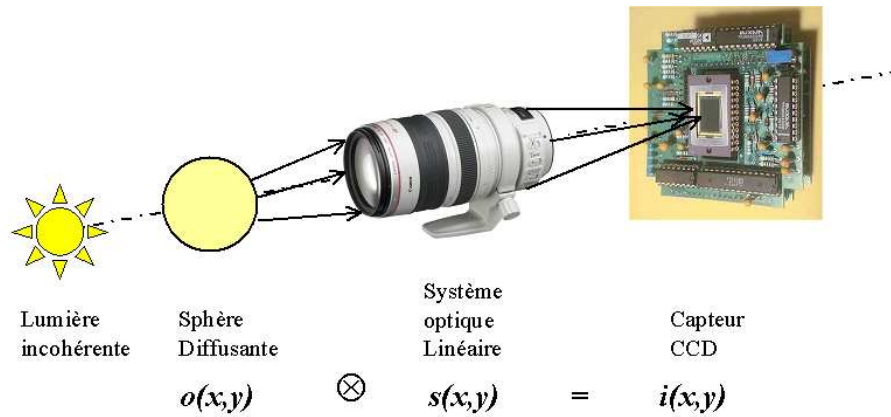 Lumière
incohérente
Sphère
Diffusante
Système
optique
Linéaire
Capteur
CCD
o(x,y) ⊗ s(x,y) = i(x,y)